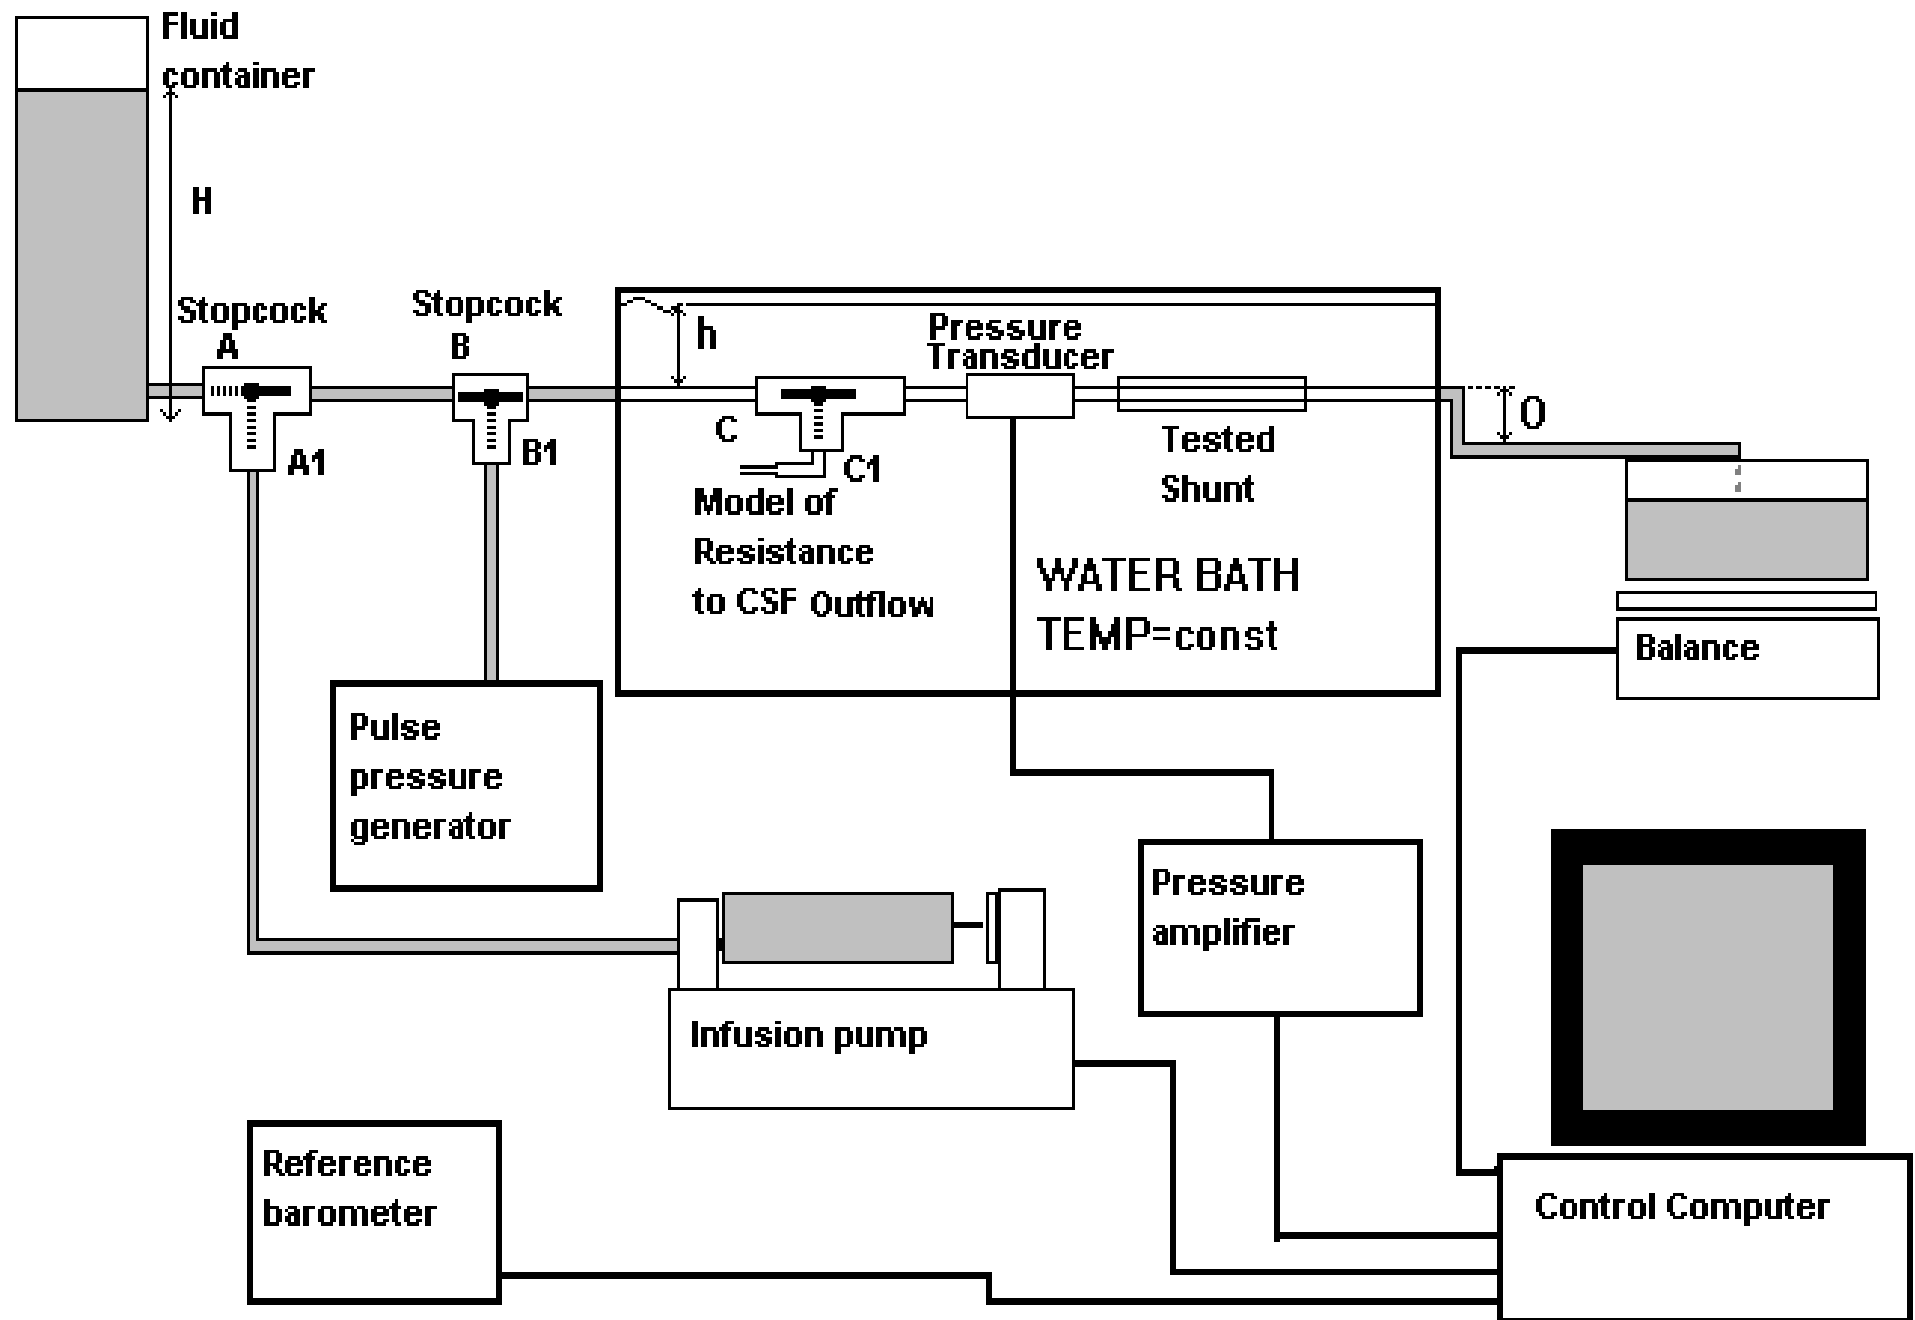 Fluid
container
H
Stopcock
A
A1
Stopcock
B
B1
h
Pressure
Transducer
C
C1
Model of
Resistance
to CSF Outflow
Tested
Shunt
WATER BATH
TEMP=const
O
Balance
Pulse
pressure
generator
Pressure
amplifier
Infusion pump
Reference
barometer
Control Computer